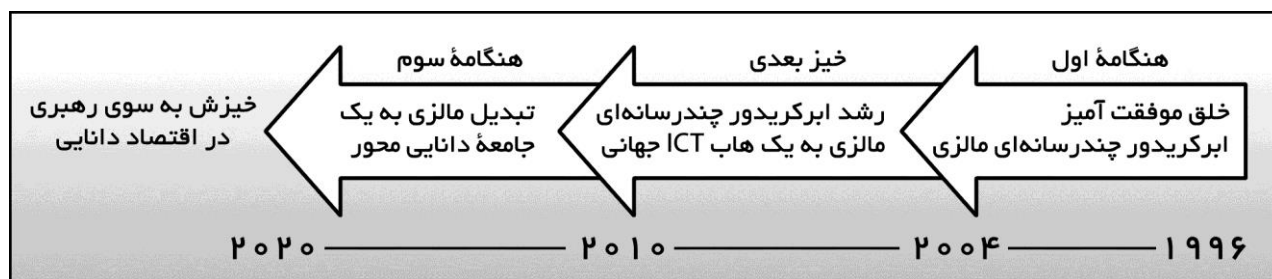 هنگامهٔ اول
خلق موفقت آمیز
ابرکریدور چندرسانه‌ای مالزی
خیز بعدی
رشد ابرکریدور چندرسانه‌ای
مالزی به یک هاب ICT جهانی
هنگامهٔ سوم
تبدیل مالزی به یک
جامعهٔ دانایی محور
خیزش به سوی رهبری
در اقتصاد دانایی
۱۹۹۶
۲۰۰۴
۲۰۱۰
۲۰۲۰